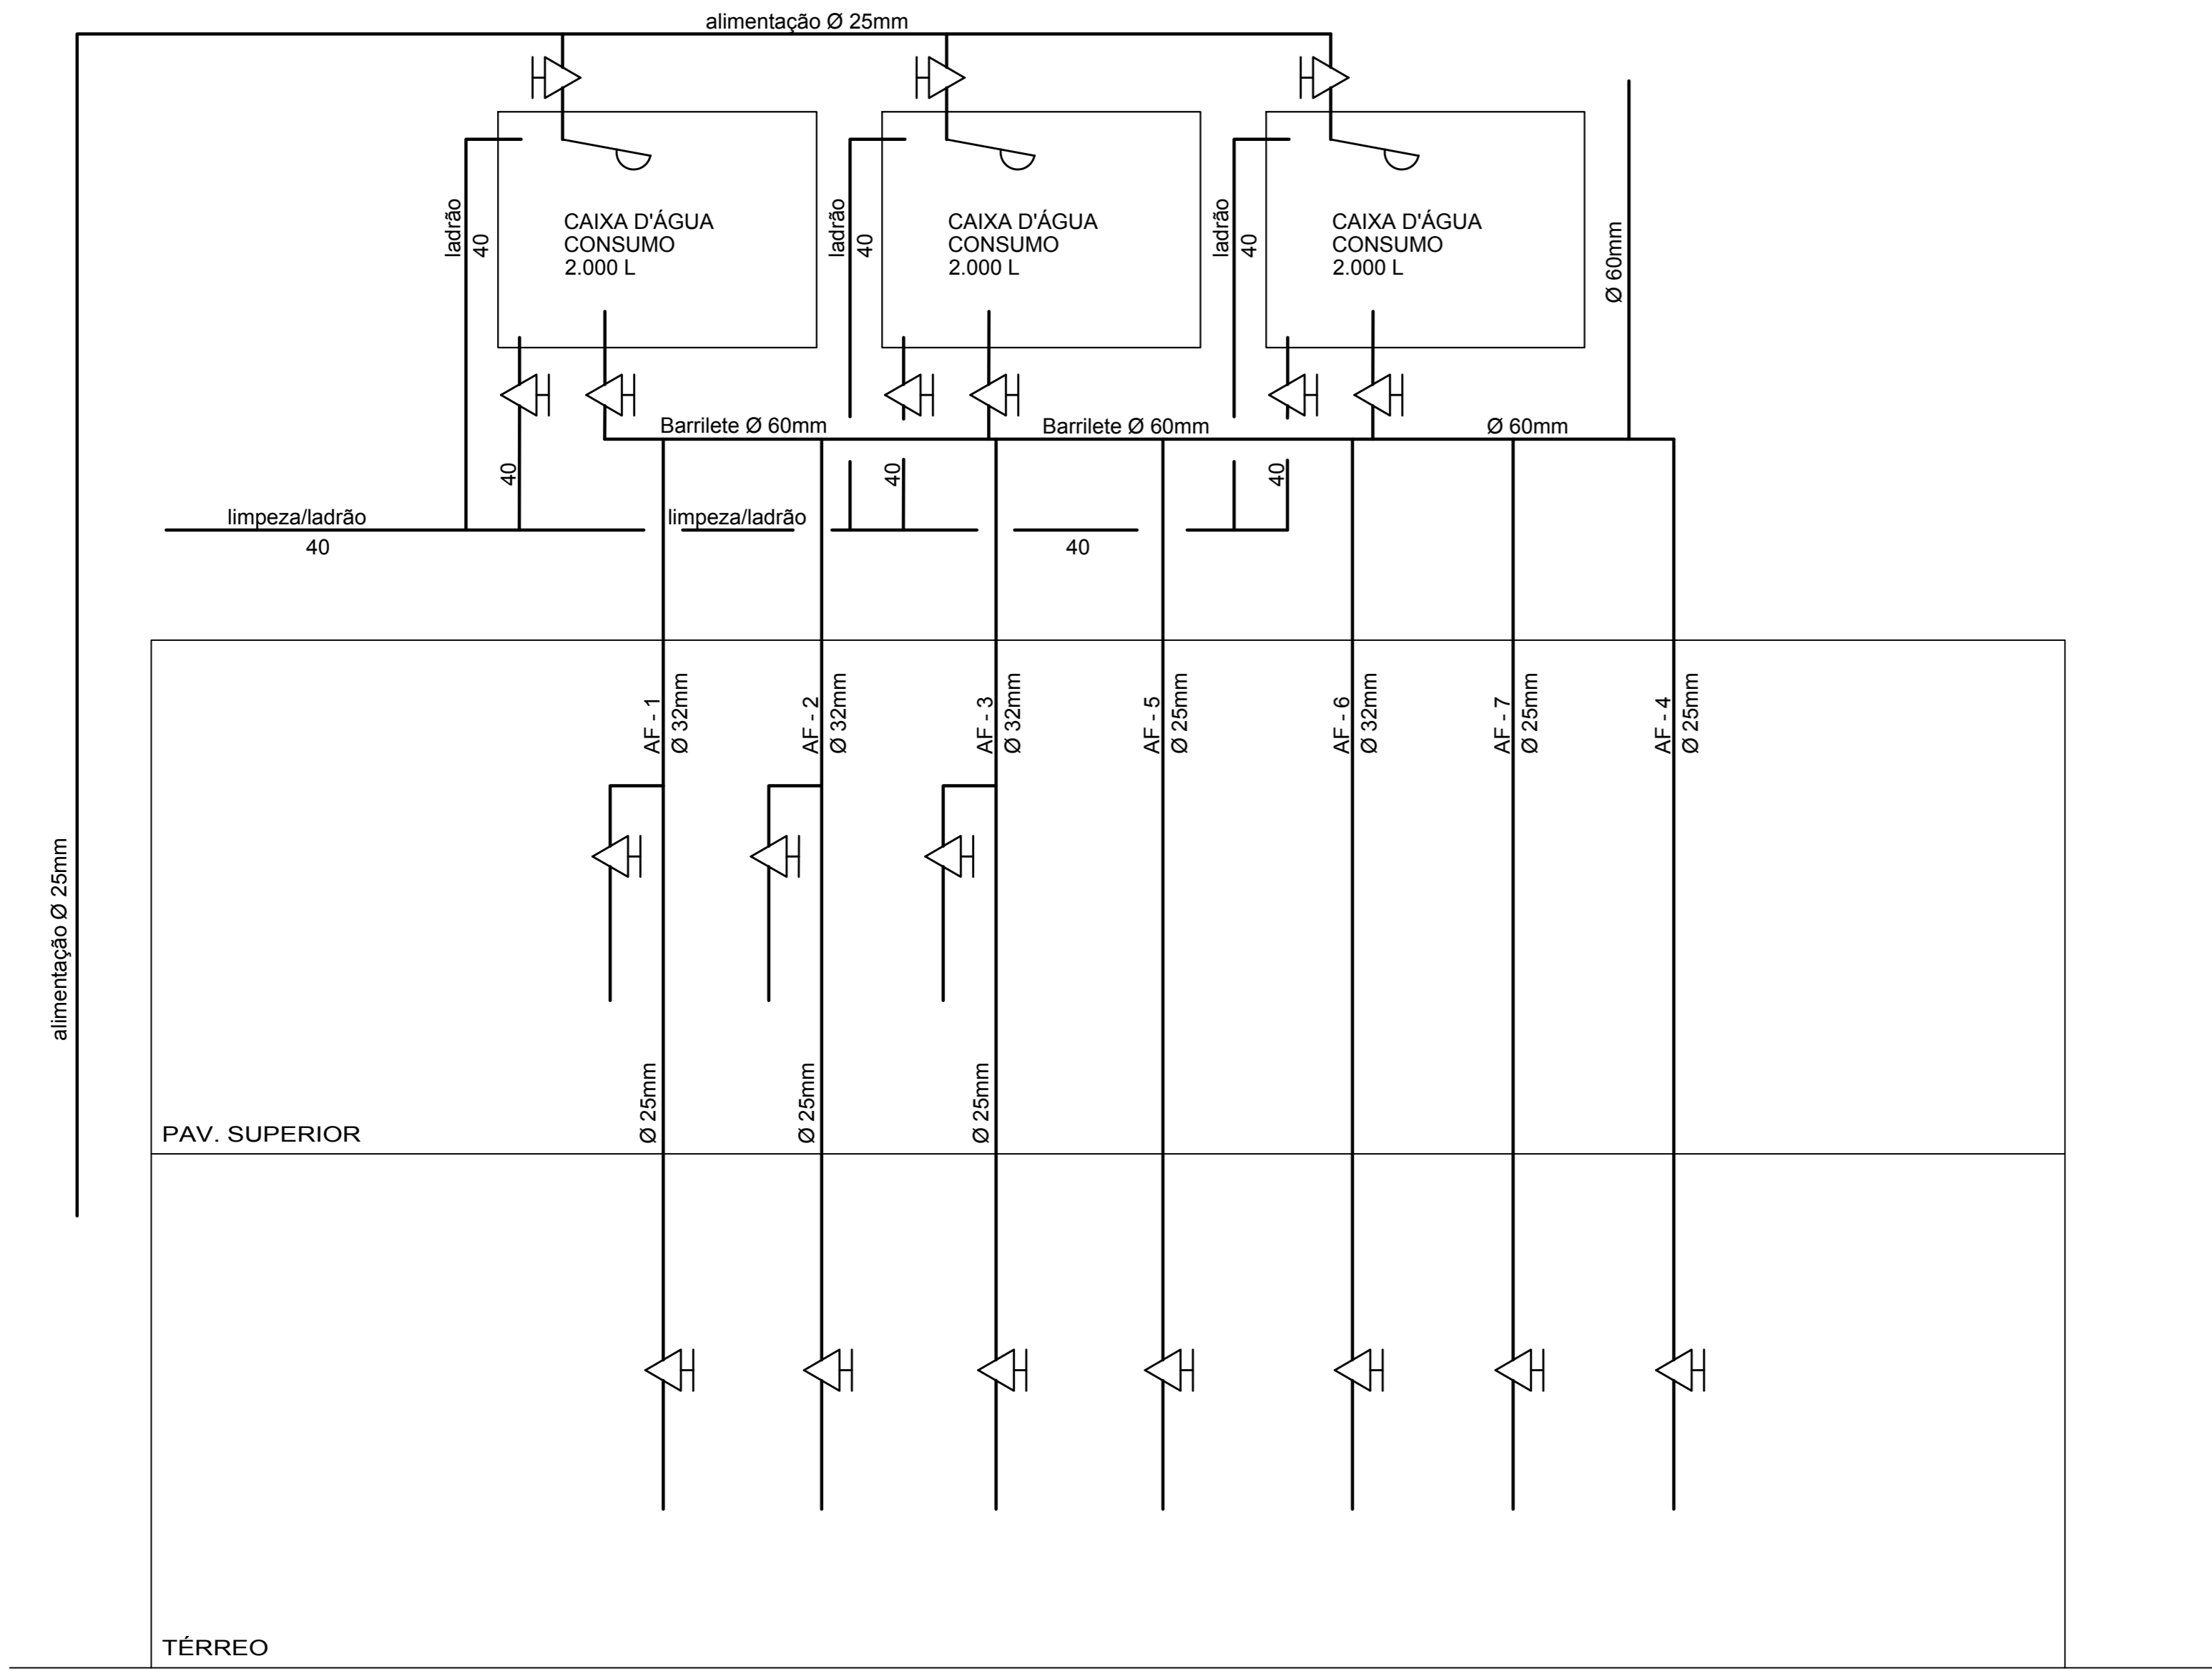 alimentação Ø 25mm
ladrão
40
CAIXA D'ÁGUA
CONSUMO
2.000 L
ladrão
40
CAIXA D'ÁGUA
CONSUMO
2.000 L
ladrão
40
CAIXA D'ÁGUA
CONSUMO
2.000 L
Ø 60mm
Barrilete Ø 60mm
Barrilete Ø 60mm
Ø 60mm
40
40
40
limpeza/ladrão
40
limpeza/ladrão
40
AF - 1
Ø 32mm
AF - 2
Ø 32mm
AF - 3
Ø 32mm
AF - 5
Ø 25mm
AF - 6
Ø 32mm
AF - 7
Ø 25mm
AF - 4
Ø 25mm
alimentação Ø 25mm
Ø 25mm
Ø 25mm
Ø 25mm
PAV. SUPERIOR
TÉRREO